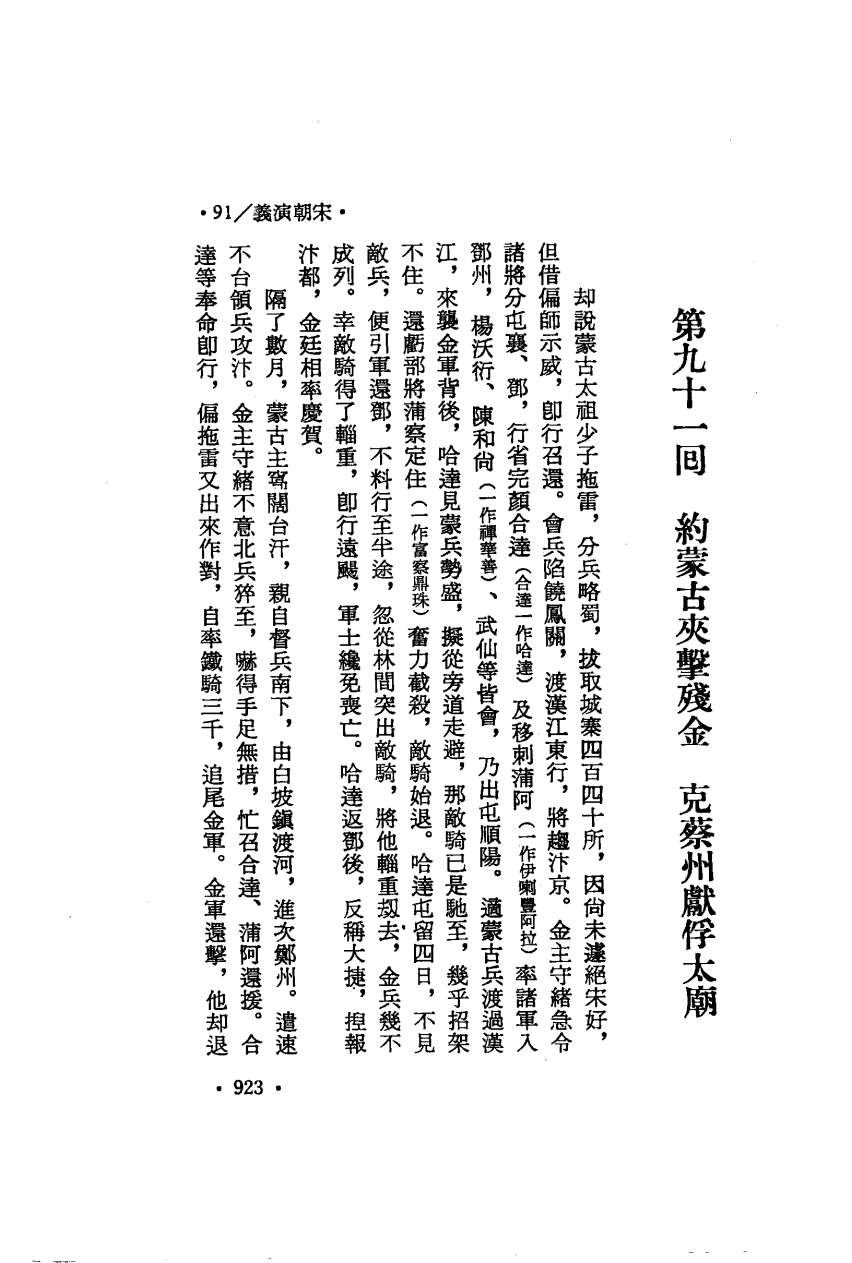 ·91／義演朝宋·
第九十一回　約蒙古夾擊殘金　克蔡州獻俘太廟
却說蒙古太祖少子拖雷，分兵略蜀，拔取城寨四百四十所，因尙未遽絕宋好，
但借偏師示威，卽行召還。會兵陷饒鳳關，渡漢江東行，將趨汴京。金主守緒急令
諸將分屯襄、鄧，行省完顏合達（合達一作哈達）及移剌蒲阿（一作伊喇豐阿拉）率諸軍入
鄧州，楊沃衍、陳和尙（一作禪華善）、武仙等皆會，乃出屯順陽。適蒙古兵渡過漢
江，來襲金軍背後，哈達見蒙兵勢盛，擬從旁道走避，那敵騎已是馳至，幾乎招架
不住。還虧部將蒲察定住（一作富察鼎珠）奮力截殺，敵騎始退。哈達屯留四日，不見
敵兵，便引軍還鄧，不料行至半途，忽從林間突出敵騎，將他輜重刼去，金兵幾不
成列。幸敵騎得了輜重，卽行遠颺，軍士纔免喪亡。哈達返鄧後，反稱大捷，揑報
汴都，金廷相率慶賀。
隔了數月，蒙古主窩闊台汗，親自督兵南下，由白坡鎭渡河，進次鄭州。遣速
不台領兵攻汴。金主守緒不意北兵猝至，嚇得手足無措，忙召合達、蒲阿還援。合
達等奉命卽行，偏拖雷又出來作對，自率鐵騎三千，追尾金軍。金軍還擊，他却退
·923·